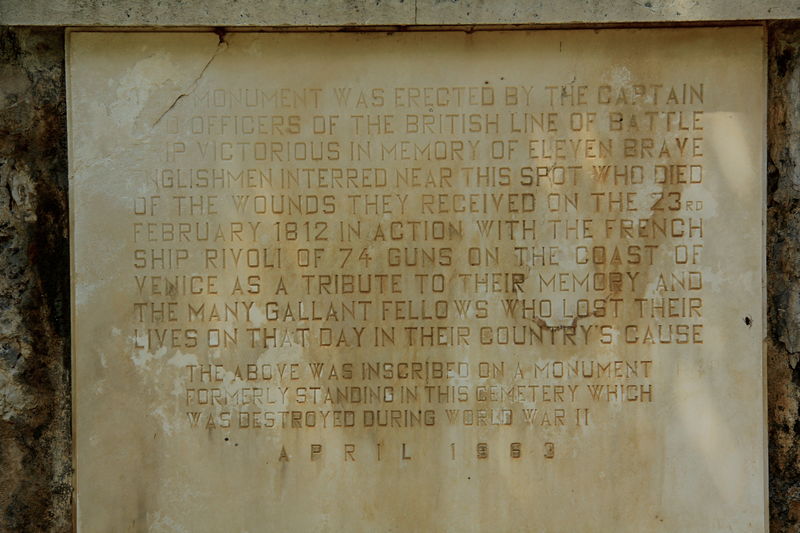 THIS MONUMENT WAS ERECTED BY THE CAPTAIN
AND OFFICERS OF THE BRITISH LINE OF BATTLE
SHIP VICTORIOUS IN MEMORY OF ELEVEN BRAVE
ENGLISHMEN INTERRED NEAR THIS SPOT WHO DIED
OF THE WOUNDS THEY RECEIVED ON THE 23RD
FEBRUARY 1812 IN ACTION WITH THE FRENCH
SHIP RIVOLI OF 74 GUNS ON THE COAST OF
VENICE AS A TRIBUTE TO THEIR MEMORY AND
THE MANY GALLANT FELLOWS WHO LOST THEIR
LIVES ON THAT DAY IN THEIR COUNTRY'S CAUSE
THE ABOVE WAS INSCRIBED ON A MONUMENT
FORMERLY STANDING IN THIS CEMETERY WHICH
WAS DESTROYED DURING WORLD WAR II
APRIL 1963